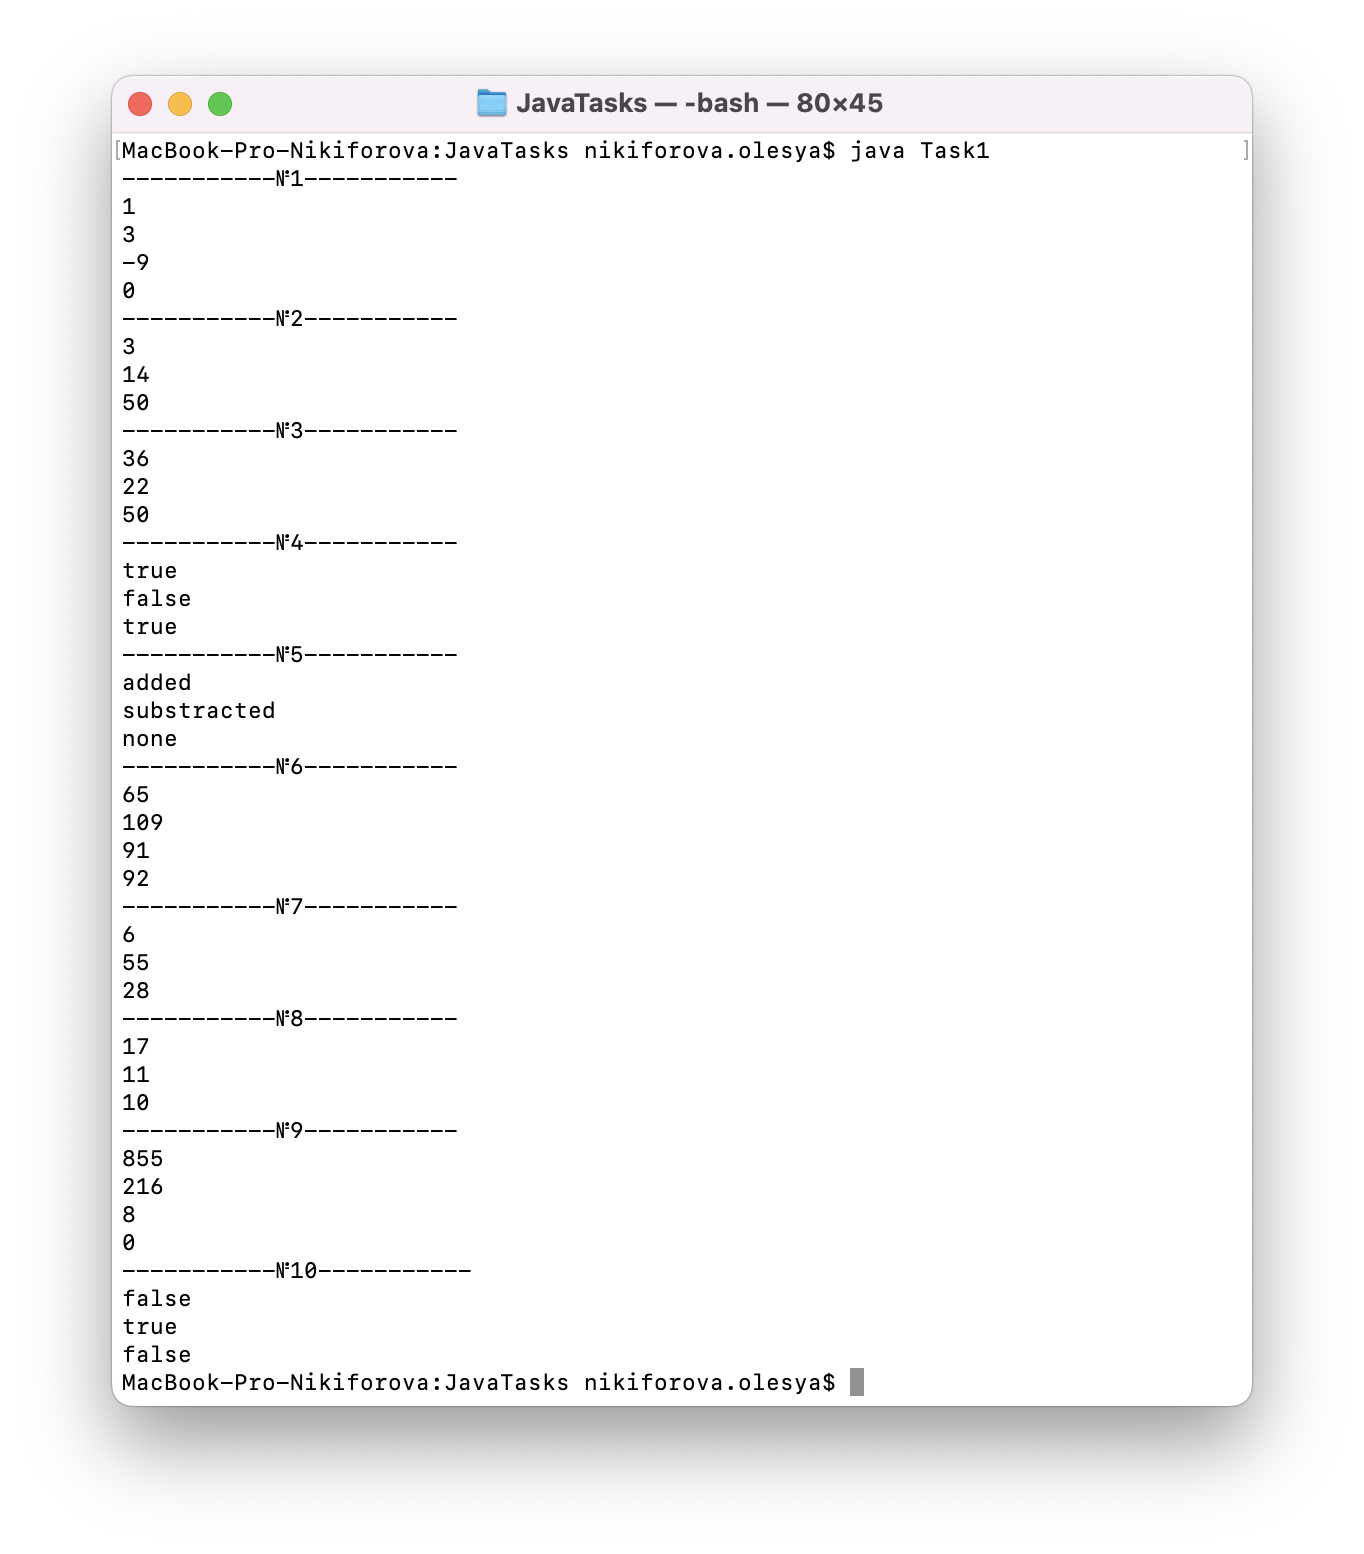 JavaTasks — -bash — 80×45
[MacBook-Pro-Nikiforova:JavaTasks nikiforova.olesya$ java Task1 ]
-----------№1-----------
1
3
-9
0
-----------№2-----------
3
14
50
-----------№3-----------
36
22
50
-----------№4-----------
true
false
true
-----------№5-----------
added
substracted
none
-----------№6-----------
65
109
91
92
-----------№7-----------
6
55
28
-----------№8-----------
17
11
10
-----------№9-----------
855
216
8
0
-----------№10-----------
false
true
false
MacBook-Pro-Nikiforova:JavaTasks nikiforova.olesya$